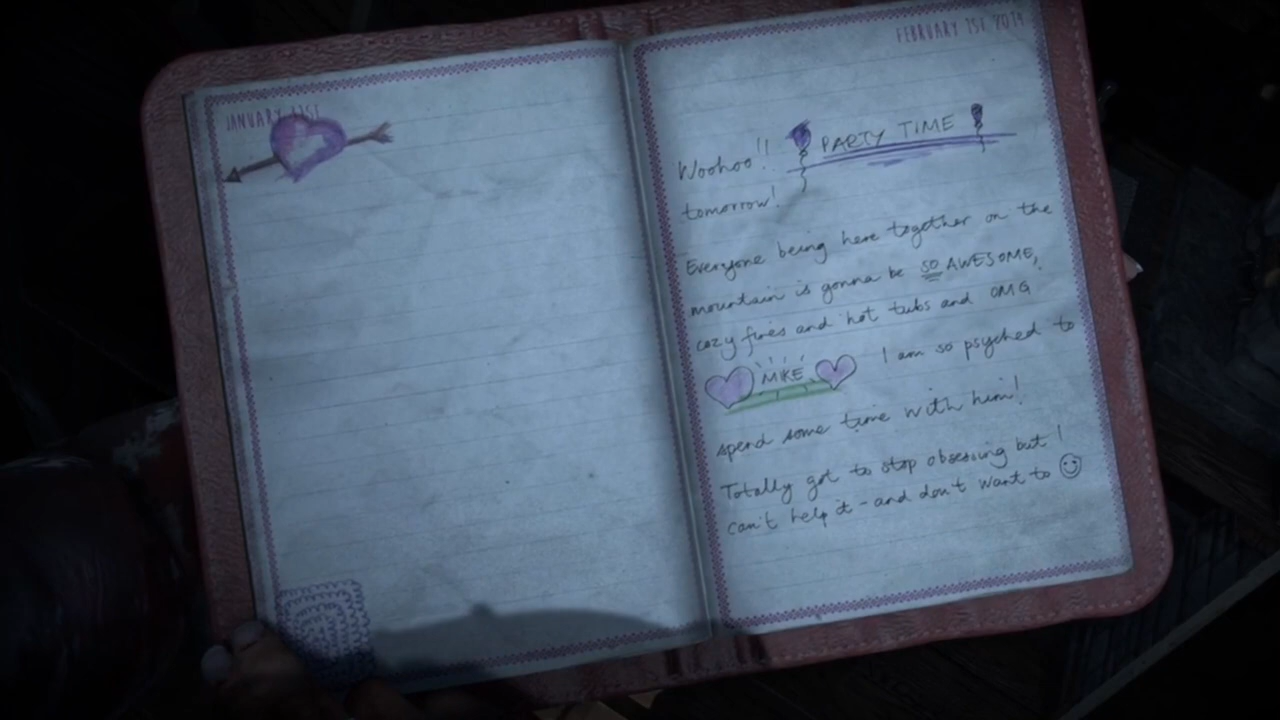 JANUARY 31ST
FEBRUARY 1ST 2014
Woohoo!! PARTY TIME
tomorrow!
Everyone being here together on the
mountain is gonna be so AWESOME,
cozy fires and hot tubs and OMG
MIKE I am so psyched to
spend some time with him!
Totally got to stop obsessing but I
can't help it - and don't want to